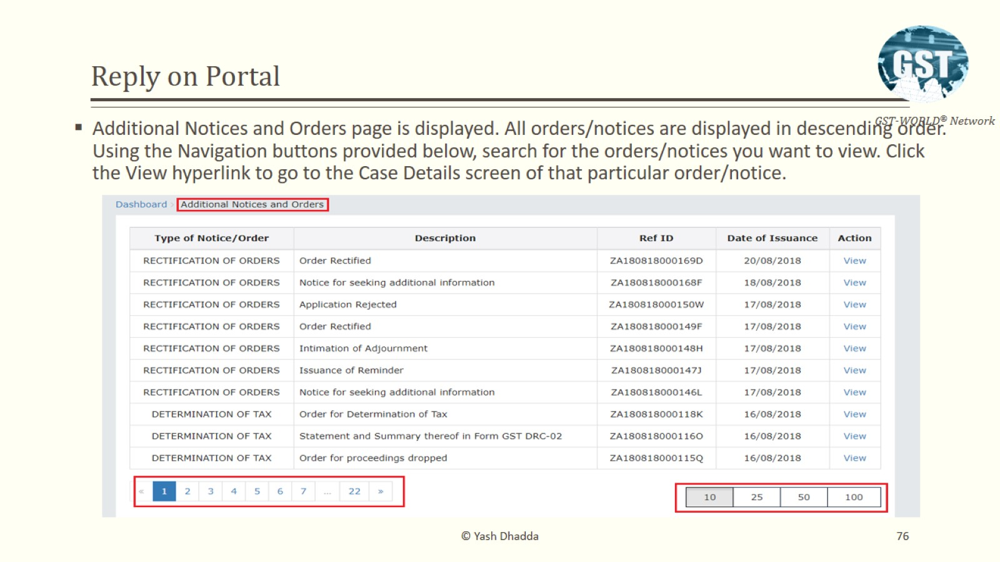 GST
Reply on Portal
GST-WORLD® Network
▪ Additional Notices and Orders page is displayed. All orders/notices are displayed in descending order.
Using the Navigation buttons provided below, search for the orders/notices you want to view. Click
the View hyperlink to go to the Case Details screen of that particular order/notice.
Dashboard › Additional Notices and Orders
Type of Notice/Order Description Ref ID Date of Issuance Action
RECTIFICATION OF ORDERS Order Rectified ZA180818000169D 20/08/2018 View
RECTIFICATION OF ORDERS Notice for seeking additional information ZA180818000168F 18/08/2018 View
RECTIFICATION OF ORDERS Application Rejected ZA180818000150W 17/08/2018 View
RECTIFICATION OF ORDERS Order Rectified ZA180818000149F 17/08/2018 View
RECTIFICATION OF ORDERS Intimation of Adjournment ZA180818000148H 17/08/2018 View
RECTIFICATION OF ORDERS Issuance of Reminder ZA180818000147J 17/08/2018 View
RECTIFICATION OF ORDERS Notice for seeking additional information ZA180818000146L 17/08/2018 View
DETERMINATION OF TAX Order for Determination of Tax ZA180818000118K 16/08/2018 View
DETERMINATION OF TAX Statement and Summary thereof in Form GST DRC-02 ZA180818000116O 16/08/2018 View
DETERMINATION OF TAX Order for proceedings dropped ZA180818000115Q 16/08/2018 View
« 1 2 3 4 5 6 7 ... 22 »
10 25 50 100
© Yash Dhadda
76